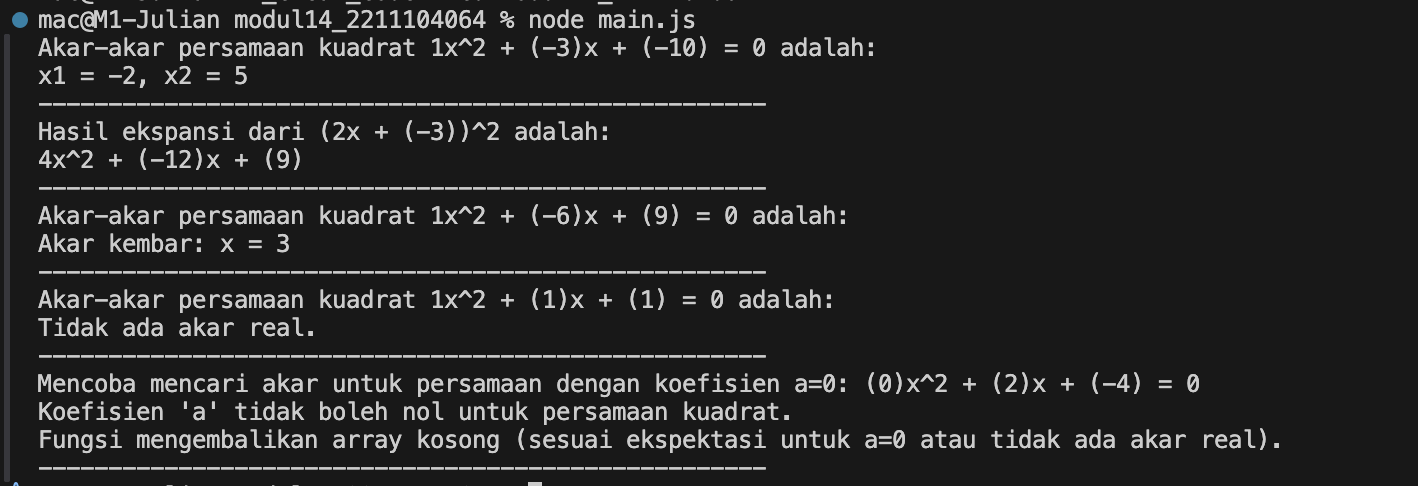 mac@M1-Julian modul14_2211104064 % node main.js
Akar-akar persamaan kuadrat 1x^2 + (-3)x + (-10) = 0 adalah:
x1 = -2, x2 = 5
----------------------------------------------------
Hasil ekspansi dari (2x + (-3))^2 adalah:
4x^2 + (-12)x + (9)
----------------------------------------------------
Akar-akar persamaan kuadrat 1x^2 + (-6)x + (9) = 0 adalah:
Akar kembar: x = 3
----------------------------------------------------
Akar-akar persamaan kuadrat 1x^2 + (1)x + (1) = 0 adalah:
Tidak ada akar real.
----------------------------------------------------
Mencoba mencari akar untuk persamaan dengan koefisien a=0: (0)x^2 + (2)x + (-4) = 0
Koefisien 'a' tidak boleh nol untuk persamaan kuadrat.
Fungsi mengembalikan array kosong (sesuai ekspektasi untuk a=0 atau tidak ada akar real).
----------------------------------------------------